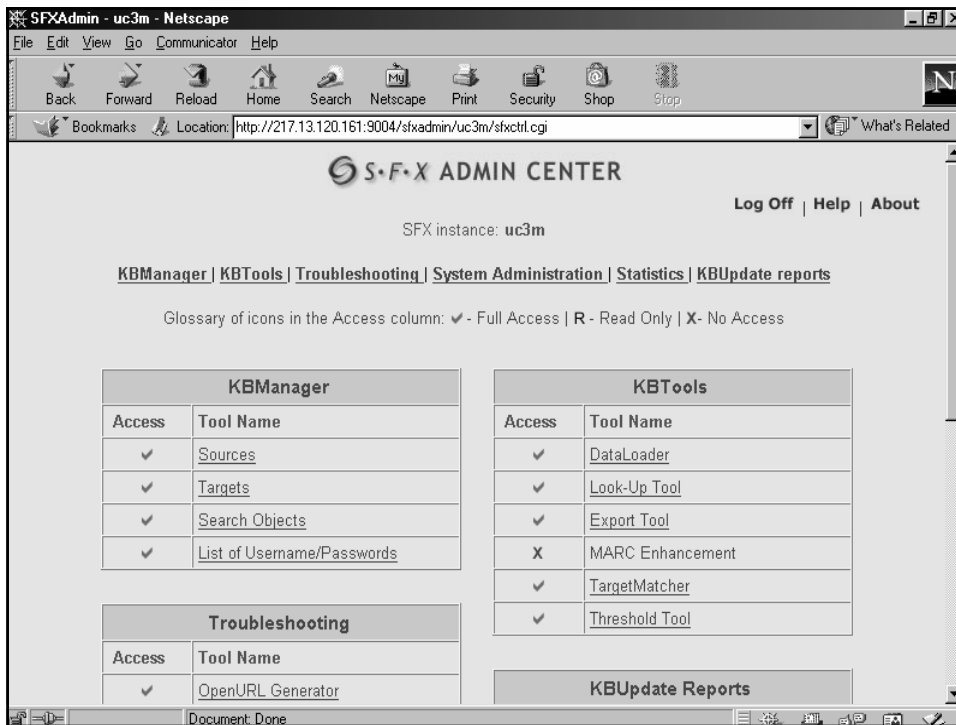 SFXAdmin - uc3m - Netscape
File Edit View Go Communicator Help
Back Forward Reload Home Search Netscape Print Security Shop Stop
My
N
Bookmarks Location: http://217.13.120.161:9004/sfxadmin/uc3m/sfxctrl.cgi What's Related
S·F·X ADMIN CENTER
Log Off | Help | About
SFX instance: uc3m
KBManager | KBTools | Troubleshooting | System Administration | Statistics | KBUpdate reports
Glossary of icons in the Access column: ✔ - Full Access | R - Read Only | X - No Access
KBManager
Access Tool Name
✔ Sources
✔ Targets
✔ Search Objects
✔ List of Username/Passwords
Troubleshooting
Access Tool Name
✔ OpenURL Generator
KBTools
Access Tool Name
✔ DataLoader
✔ Look-Up Tool
✔ Export Tool
X MARC Enhancement
✔ TargetMatcher
✔ Threshold Tool
KBUpdate Reports
Document: Done